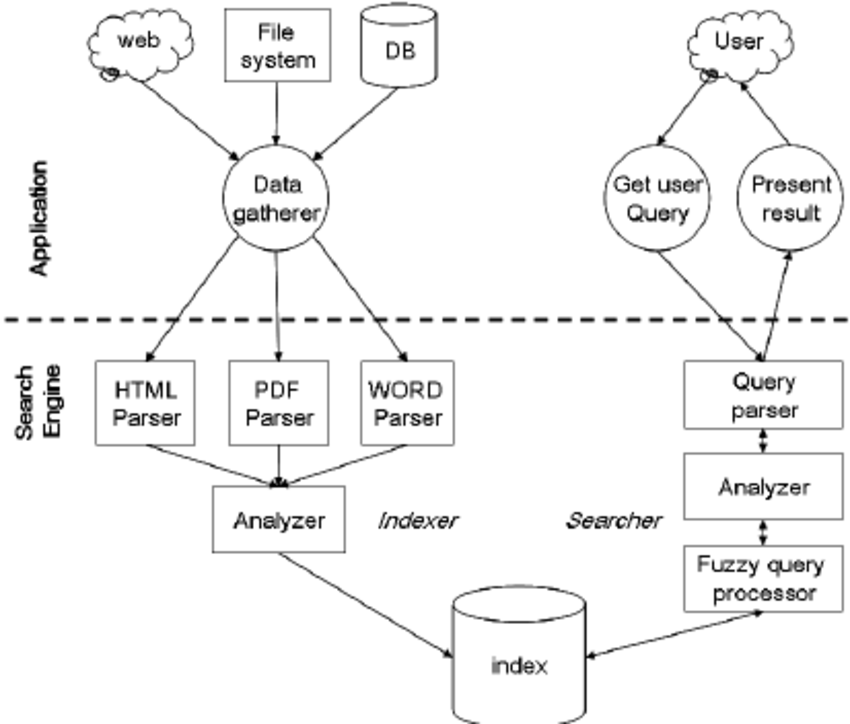 web
File
system
DB
User
Data
gatherer
Get user
Query
Present
result
Application
HTML
Parser
PDF
Parser
WORD
Parser
Query
parser
Search
Engine
Analyzer
Indexer
Searcher
Analyzer
Fuzzy query
processor
index